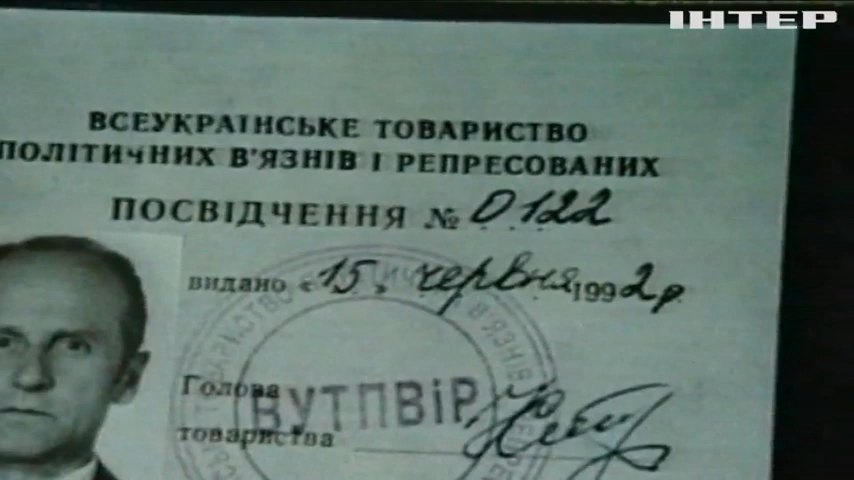 ІНТЕР
ВСЕУКРАЇНСЬКЕ ТОВАРИСТВО
ПОЛІТИЧНИХ В'ЯЗНІВ І РЕПРЕСОВАНИХ
ПОСВІДЧЕННЯ № 0122
видано «15» червня 1992 р
Голова
товариства
ВУТПВіР